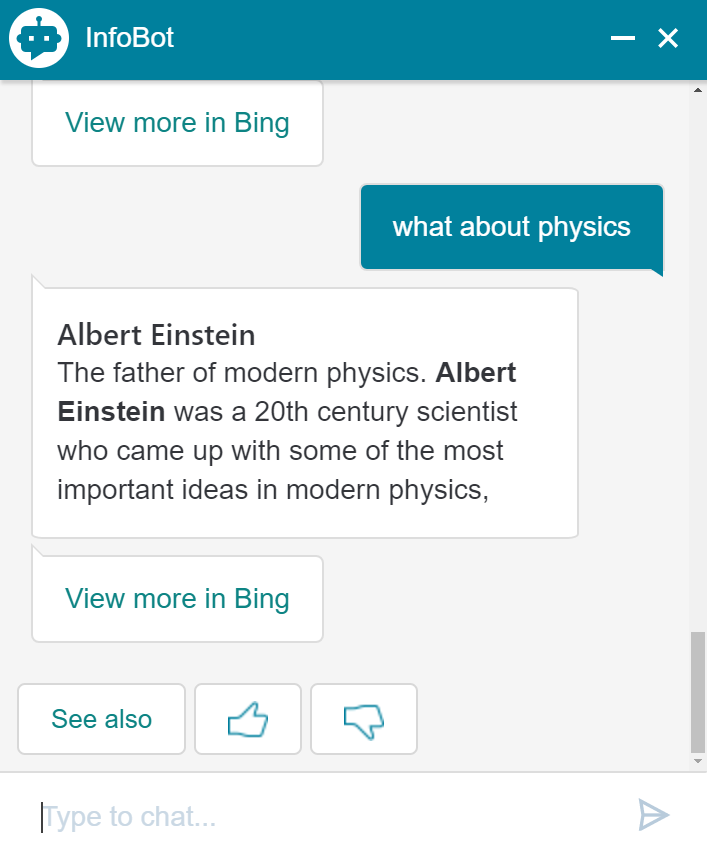 InfoBot
View more in Bing
what about physics
Albert Einstein
The father of modern physics. Albert
Einstein was a 20th century scientist
who came up with some of the most
important ideas in modern physics,
View more in Bing
See also
Type to chat...